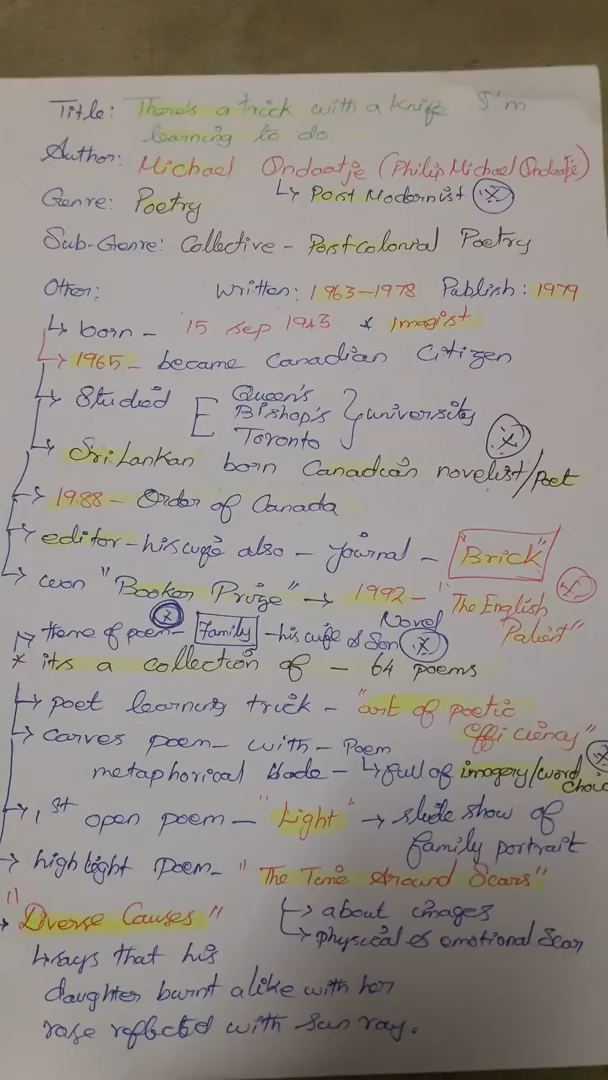 Title: There's a trick with a knife I'm
learning to do
Author: Michael Ondaatje (Philip Michael Ondaatje)
↳ Post Modernist
Genre: Poetry
Sub-Genre: Collective - Postcolonial Poetry
Other: Written: 1963-1978 Publish: 1979
↳ born - 15 sep 1943 * Imagist
→ 1965 - became Canadian Citizen
→ Studied [ Queen's
Bishop's } university
Toronto
→ Sri Lankan born Canadian novelist/Poet
→ 1988 - Order of Canada
→ editor - his wife also - Journal - "Brick"
→ won "Booker Prize" → 1992 - "The English
Novel Patient"
→ theme of poem - Family - his wife & Son
* its a collection of - 64 poems
→ poet learning trick - "art of poetic
efficiency"
→ carves poem - with - Poem
metaphorical blade - ↳ full of imagery/word
choic
→ 1st open poem - "Light" → slide show of
family portrait
→ highlight poem - "The Time Around Scars"
→ about images
→ physical & emotional Scar
→ "Diverse Causes"
↳ says that his
daughter burnt alike with her
rose reflected with sun ray.